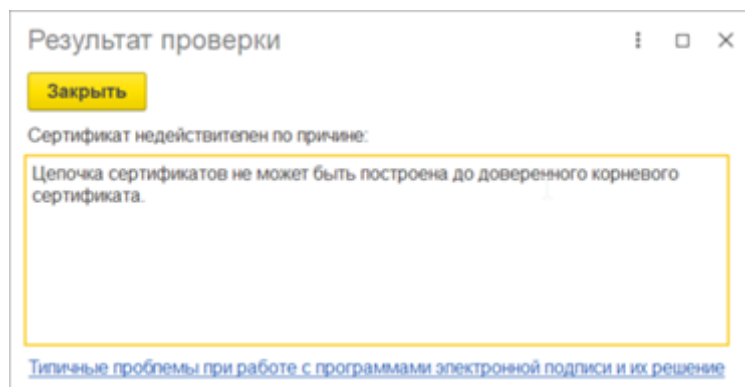 Результат проверки
Закрыть
Сертификат недействителен по причине:
Цепочка сертификатов не может быть построена до доверенного корневого
сертификата.
Типичные проблемы при работе с программами электронной подписи и их решение